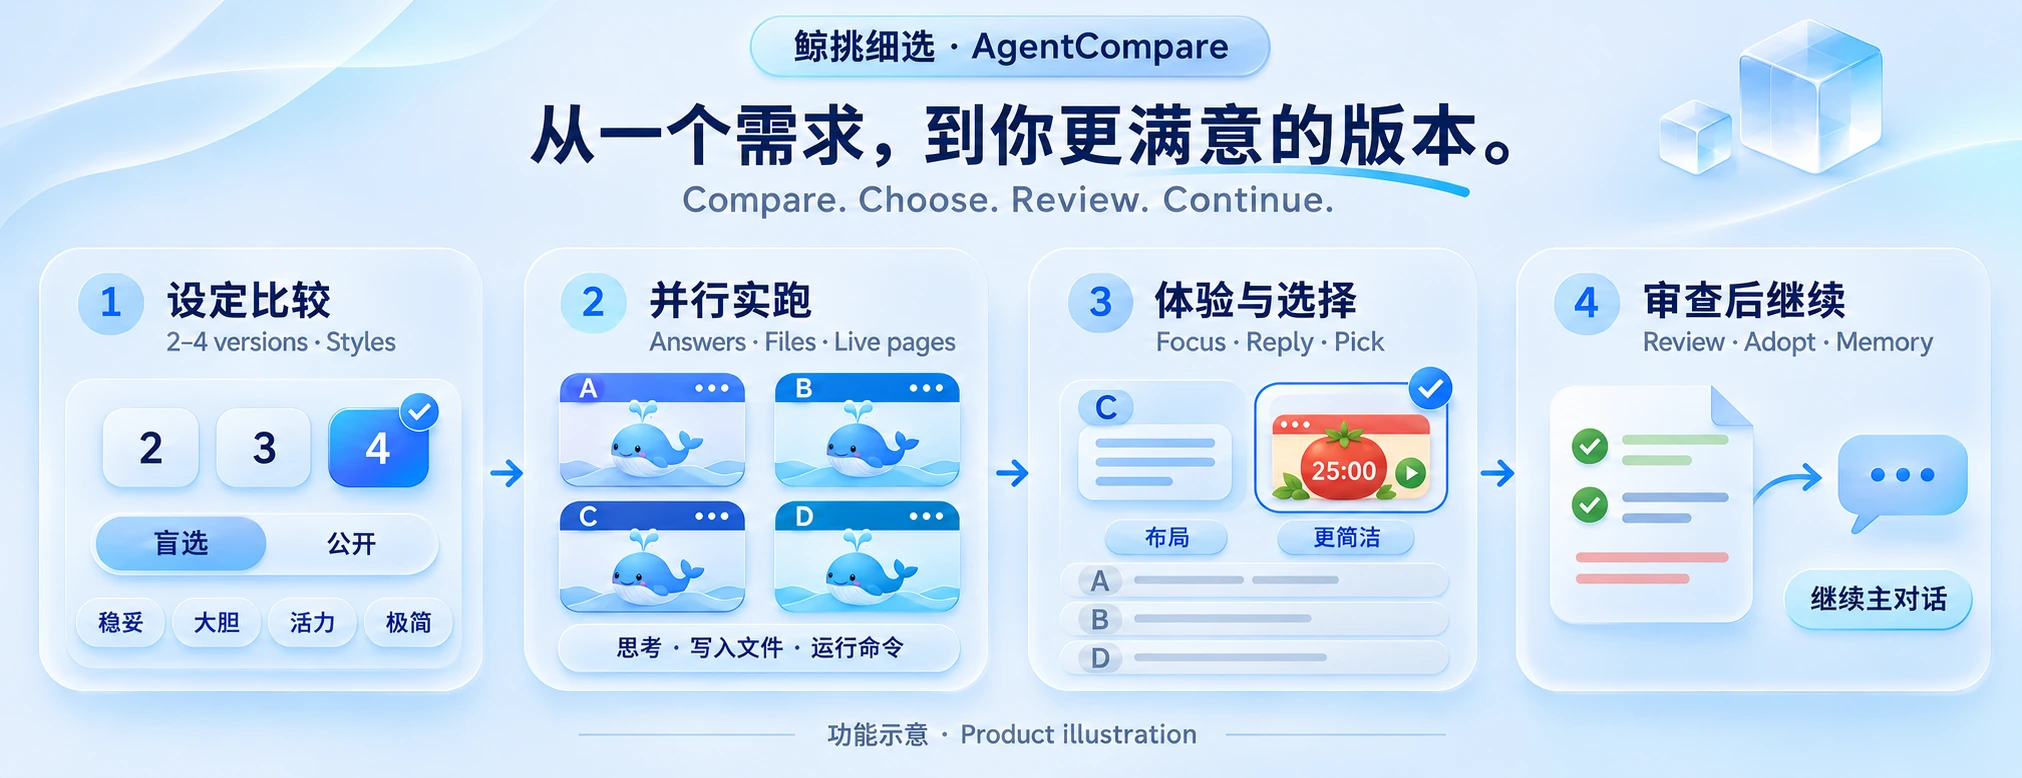 鲸挑细选 · AgentCompare
从一个需求，到你更满意的版本。
Compare. Choose. Review. Continue.
1 设定比较
2–4 versions · Styles
2 3 4
盲选 公开
稳妥 大胆 活力 极简
2 并行实跑
Answers · Files · Live pages
A B
C D
思考 · 写入文件 · 运行命令
3 体验与选择
Focus · Reply · Pick
C
25:00
布局 更简洁
A
B
D
4 审查后继续
Review · Adopt · Memory
继续主对话
功能示意 · Product illustration